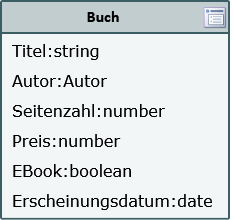 Buch
Titel:string
Autor:Autor
Seitenzahl:number
Preis:number
EBook:boolean
Erscheinungsdatum:date